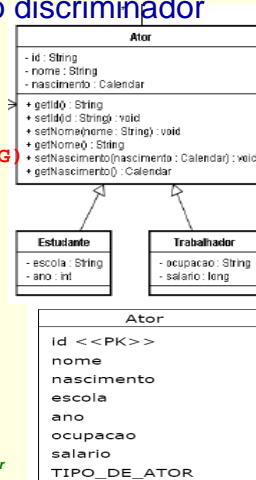 o discriminador
Ator
- id : String
- nome : String
- nascimento : Calendar
+ getId() : String
+ setId(id : String) : void
+ setNome(nome : String) : void
+ getNome() : String
G) + setNascimento(nascimento : Calendar) : void
+ getNascimento() : Calendar
Estudante
- escola : String
- ano : int
Trabalhador
- ocupacao : String
- salario : long
Ator
id <<PK>>
nome
nascimento
escola
ano
ocupacao
salario
r
TIPO_DE_ATOR